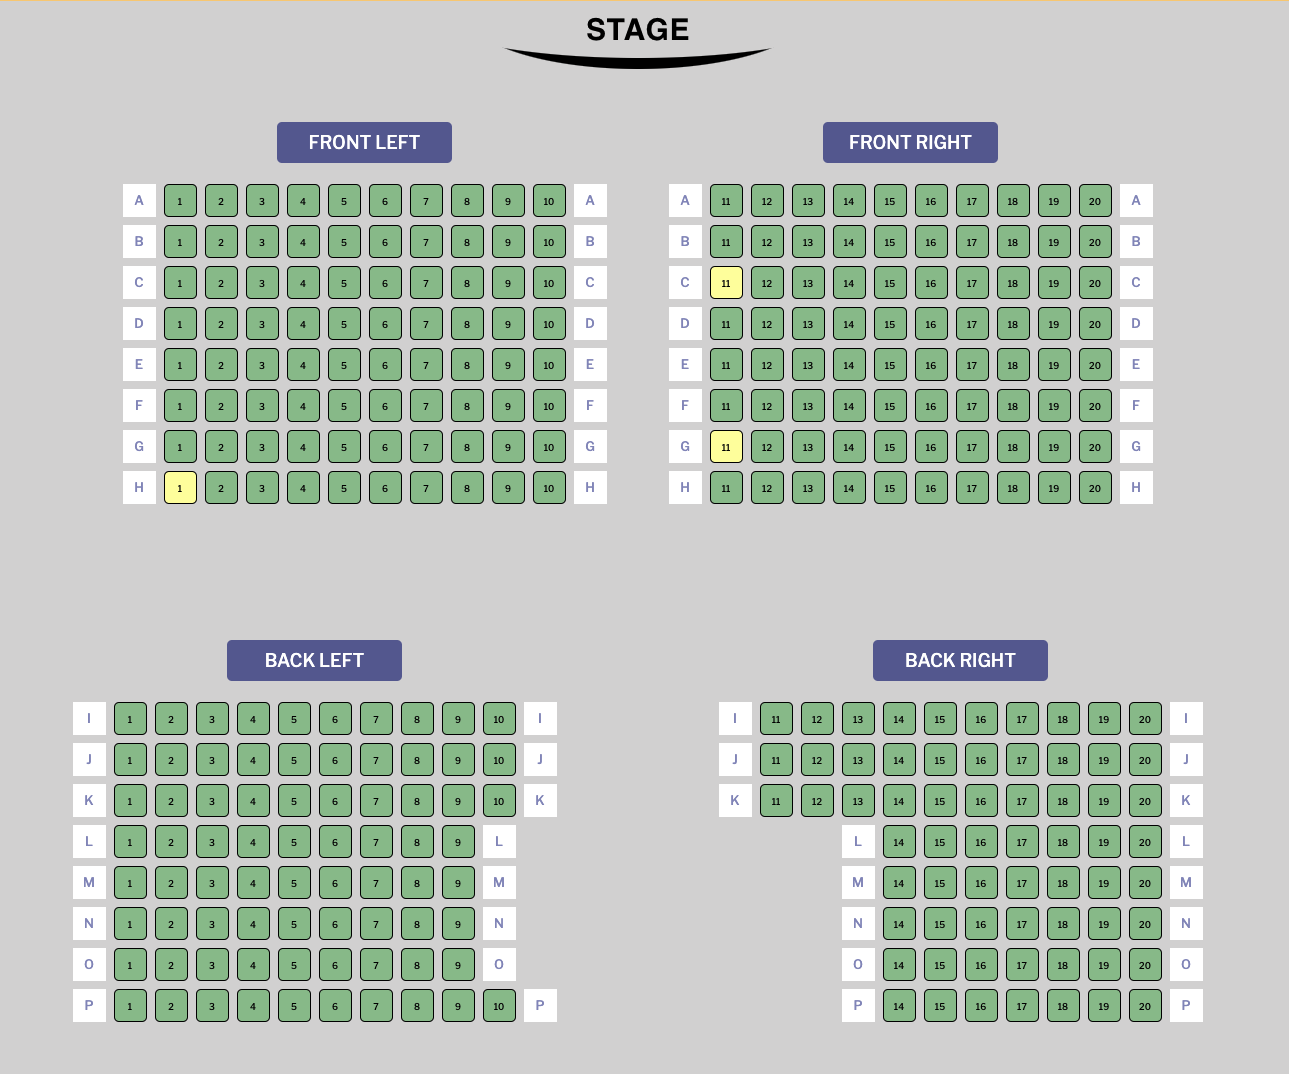 STAGE
FRONT LEFT
A 1 2 3 4 5 6 7 8 9 10 A
B 1 2 3 4 5 6 7 8 9 10 B
C 1 2 3 4 5 6 7 8 9 10 C
D 1 2 3 4 5 6 7 8 9 10 D
E 1 2 3 4 5 6 7 8 9 10 E
F 1 2 3 4 5 6 7 8 9 10 F
G 1 2 3 4 5 6 7 8 9 10 G
H 1 2 3 4 5 6 7 8 9 10 H
FRONT RIGHT
A 11 12 13 14 15 16 17 18 19 20 A
B 11 12 13 14 15 16 17 18 19 20 B
C 11 12 13 14 15 16 17 18 19 20 C
D 11 12 13 14 15 16 17 18 19 20 D
E 11 12 13 14 15 16 17 18 19 20 E
F 11 12 13 14 15 16 17 18 19 20 F
G 11 12 13 14 15 16 17 18 19 20 G
H 11 12 13 14 15 16 17 18 19 20 H
BACK LEFT
I 1 2 3 4 5 6 7 8 9 10 I
J 1 2 3 4 5 6 7 8 9 10 J
K 1 2 3 4 5 6 7 8 9 10 K
L 1 2 3 4 5 6 7 8 9 L
M 1 2 3 4 5 6 7 8 9 M
N 1 2 3 4 5 6 7 8 9 N
O 1 2 3 4 5 6 7 8 9 O
P 1 2 3 4 5 6 7 8 9 10 P
BACK RIGHT
I 11 12 13 14 15 16 17 18 19 20 I
J 11 12 13 14 15 16 17 18 19 20 J
K 11 12 13 14 15 16 17 18 19 20 K
L 14 15 16 17 18 19 20 L
M 14 15 16 17 18 19 20 M
N 14 15 16 17 18 19 20 N
O 14 15 16 17 18 19 20 O
P 14 15 16 17 18 19 20 P